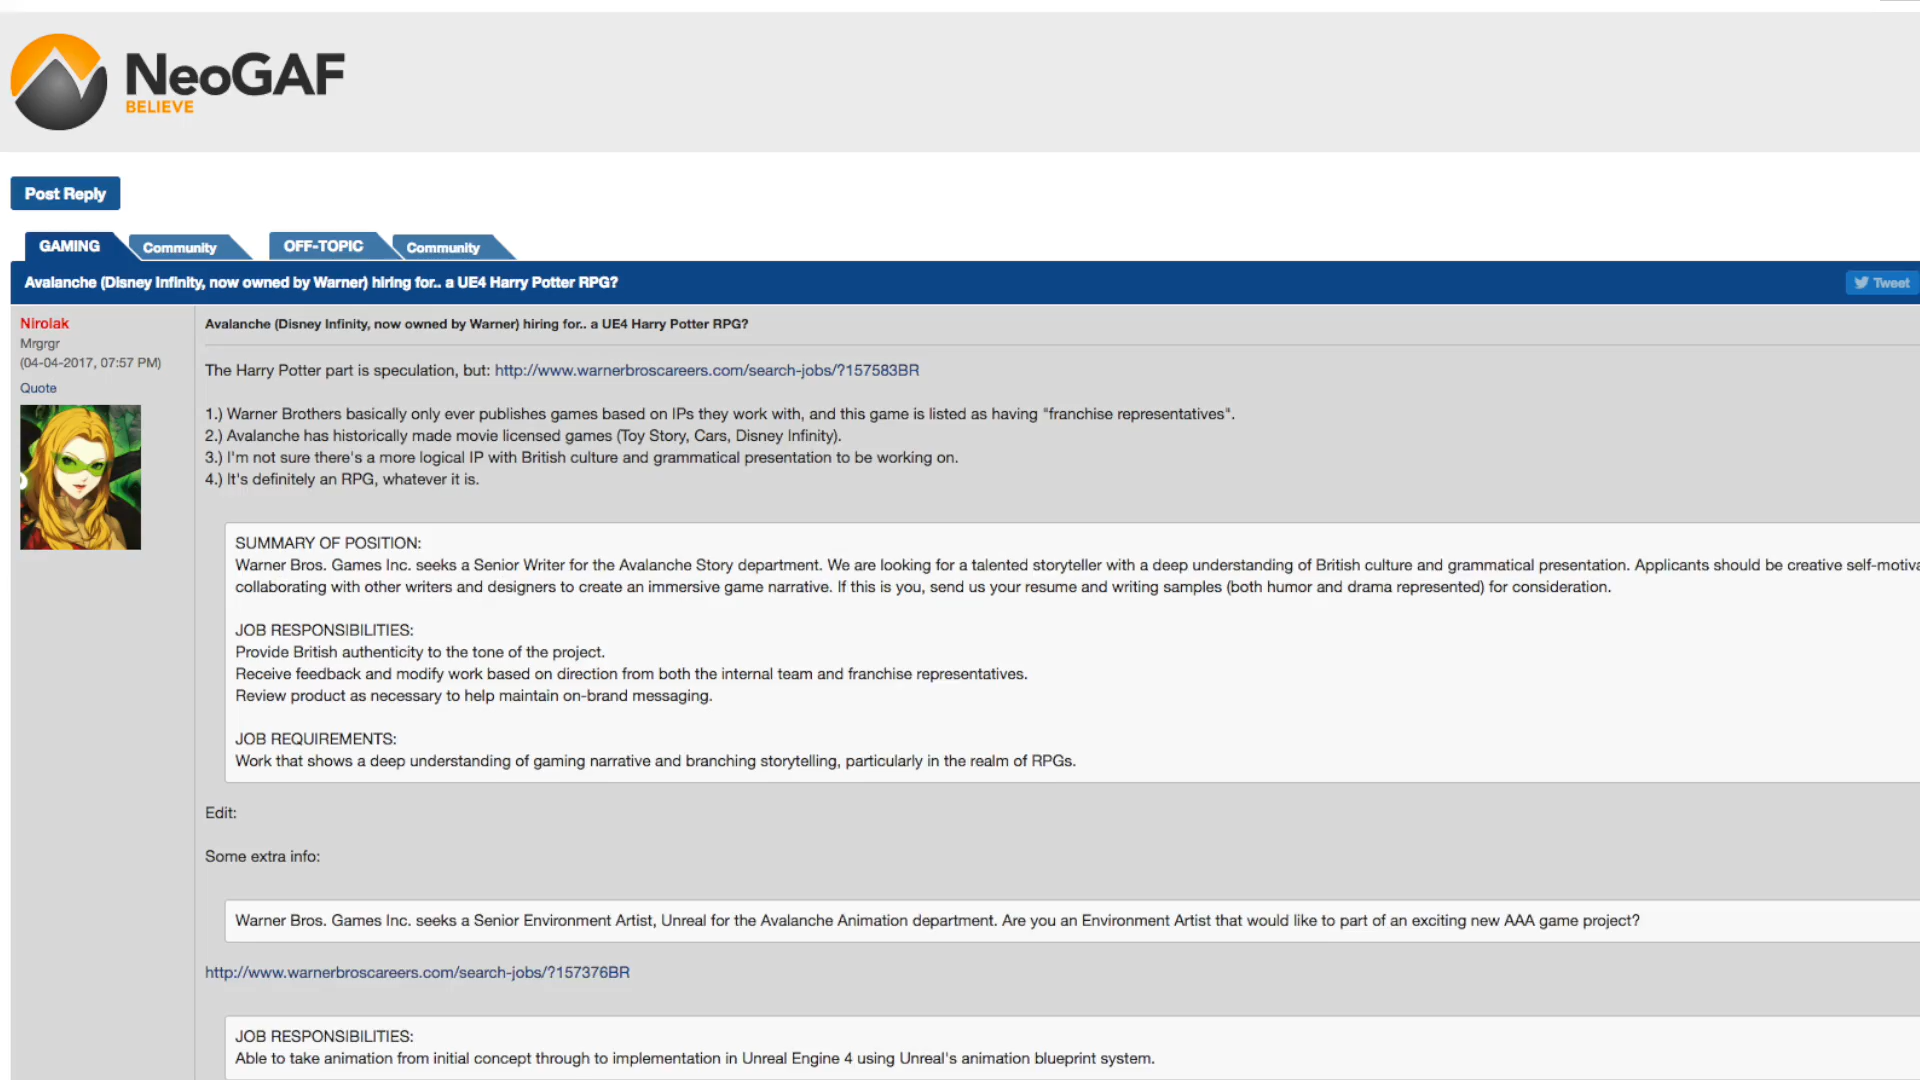 NeoGAF
BELIEVE
Post Reply
GAMING
Community
OFF-TOPIC
Community
Avalanche (Disney Infinity, now owned by Warner) hiring for.. a UE4 Harry Potter RPG?
Tweet
Nirolak
Mrgrgr
(04-04-2017, 07:57 PM)
Quote
Avalanche (Disney Infinity, now owned by Warner) hiring for.. a UE4 Harry Potter RPG?
The Harry Potter part is speculation, but: http://www.warnerbroscareers.com/search-jobs/?157583BR
1.) Warner Brothers basically only ever publishes games based on IPs they work with, and this game is listed as having "franchise representatives".
2.) Avalanche has historically made movie licensed games (Toy Story, Cars, Disney Infinity).
3.) I'm not sure there's a more logical IP with British culture and grammatical presentation to be working on.
4.) It's definitely an RPG, whatever it is.
SUMMARY OF POSITION:
Warner Bros. Games Inc. seeks a Senior Writer for the Avalanche Story department. We are looking for a talented storyteller with a deep understanding of British culture and grammatical presentation. Applicants should be creative self-motiva
collaborating with other writers and designers to create an immersive game narrative. If this is you, send us your resume and writing samples (both humor and drama represented) for consideration.
JOB RESPONSIBILITIES:
Provide British authenticity to the tone of the project.
Receive feedback and modify work based on direction from both the internal team and franchise representatives.
Review product as necessary to help maintain on-brand messaging.
JOB REQUIREMENTS:
Work that shows a deep understanding of gaming narrative and branching storytelling, particularly in the realm of RPGs.
Edit:
Some extra info:
Warner Bros. Games Inc. seeks a Senior Environment Artist, Unreal for the Avalanche Animation department. Are you an Environment Artist that would like to part of an exciting new AAA game project?
http://www.warnerbroscareers.com/search-jobs/?157376BR
JOB RESPONSIBILITIES:
Able to take animation from initial concept through to implementation in Unreal Engine 4 using Unreal's animation blueprint system.